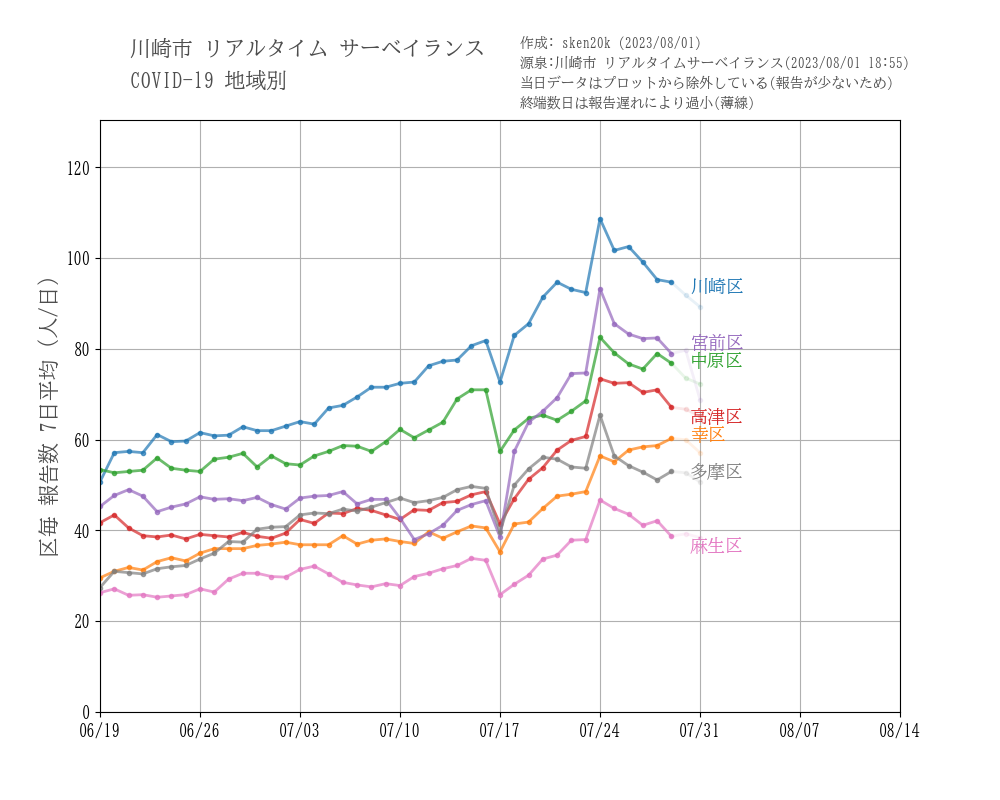 川崎市 リアルタイム サーベイランス
COVID-19 地域別
作成: sken20k (2023/08/01)
源泉:川崎市 リアルタイムサーベイランス(2023/08/01 18:55)
当日データはプロットから除外している(報告が少ないため)
終端数日は報告遅れにより過小(薄線)
区毎 報告数 7日平均 (人/日)
120
100
80
60
40
20
0
川崎区
宮前区
中原区
高津区
幸区
多摩区
麻生区
06/19 06/26 07/03 07/10 07/17 07/24 07/31 08/07 08/14